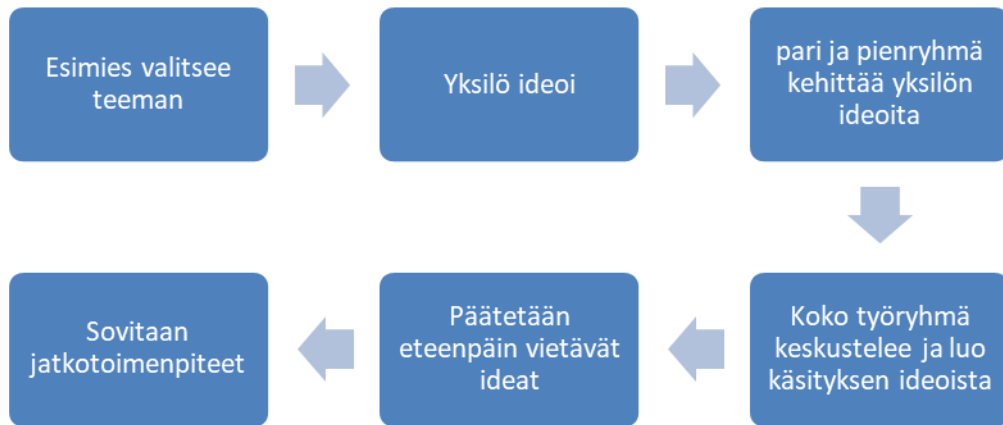 Esimies valitsee
teeman
Yksilö ideoi
pari ja pienryhmä
kehittää yksilön
ideoita
Koko työryhmä
keskustelee ja luo
käsityksen ideoista
Päätetään
eteenpäin vietävät
ideat
Sovitaan
jatkotoimenpiteet